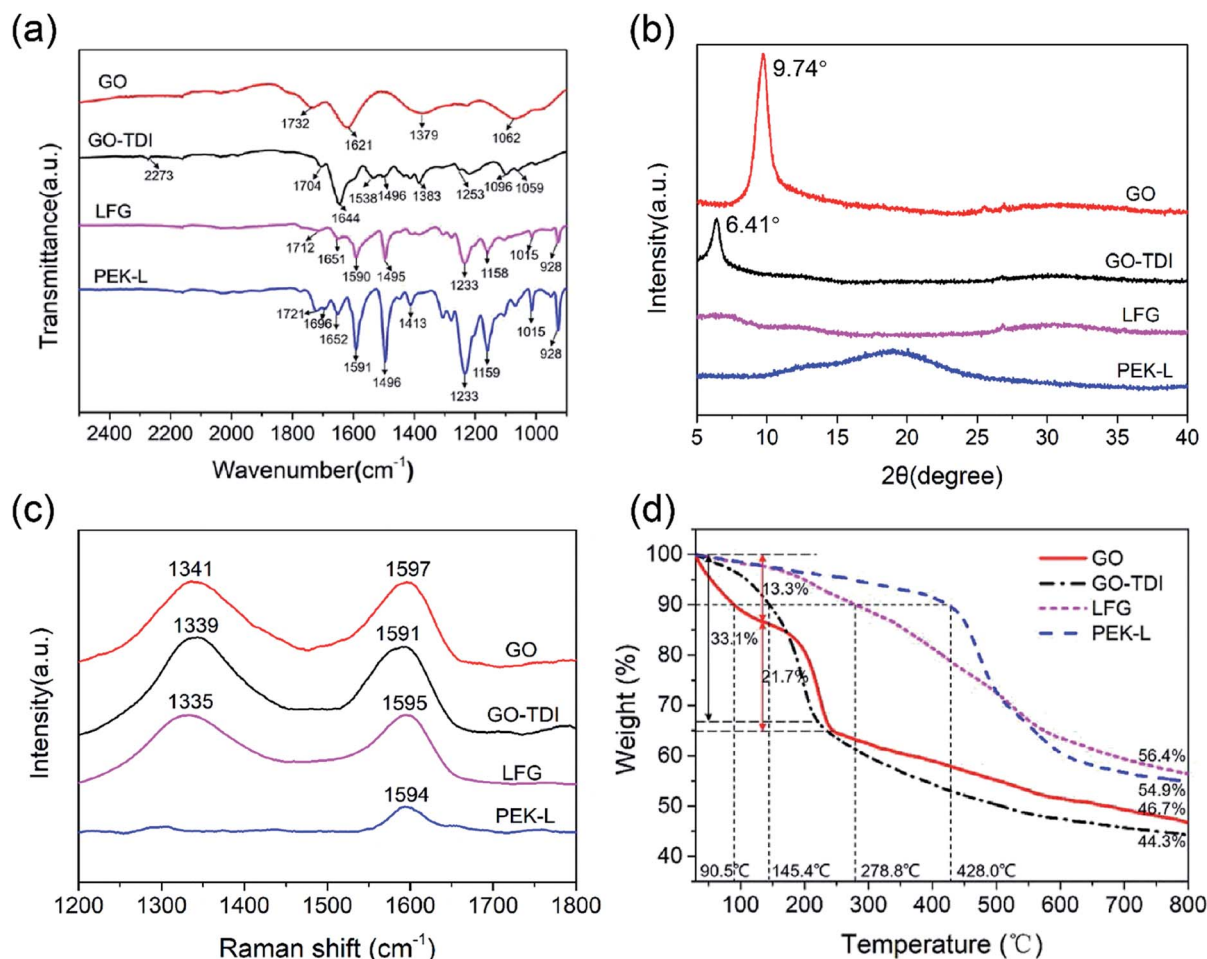 (a)
GO
1732
1621
1379
1062
GO-TDI
2273
1704
1644
1538
1496
1383
1253
1096
1059
LFG
1712
1651
1590
1495
1233
1158
1015
928
PEK-L
1721
1696
1652
1591
1496
1413
1233
1159
1015
928
Transmittance(a.u.)
2400 2200 2000 1800 1600 1400 1200 1000
Wavenumber(cm⁻¹)
(b)
9.74°
GO
6.41°
GO-TDI
LFG
PEK-L
Intensity(a.u.)
5 10 15 20 25 30 35 40
2θ(degree)
(c)
1341 1597
GO
1339 1591
GO-TDI
1335 1595
LFG
1594
PEK-L
Intensity(a.u.)
1200 1300 1400 1500 1600 1700 1800
Raman shift (cm⁻¹)
(d)
GO
GO-TDI
LFG
PEK-L
13.3%
33.1%
21.7%
56.4%
54.9%
46.7%
44.3%
90.5℃ 145.4℃ 278.8℃ 428.0℃
100
90
80
70
60
50
40
Weight (%)
100 200 300 400 500 600 700 800
Temperature (℃)